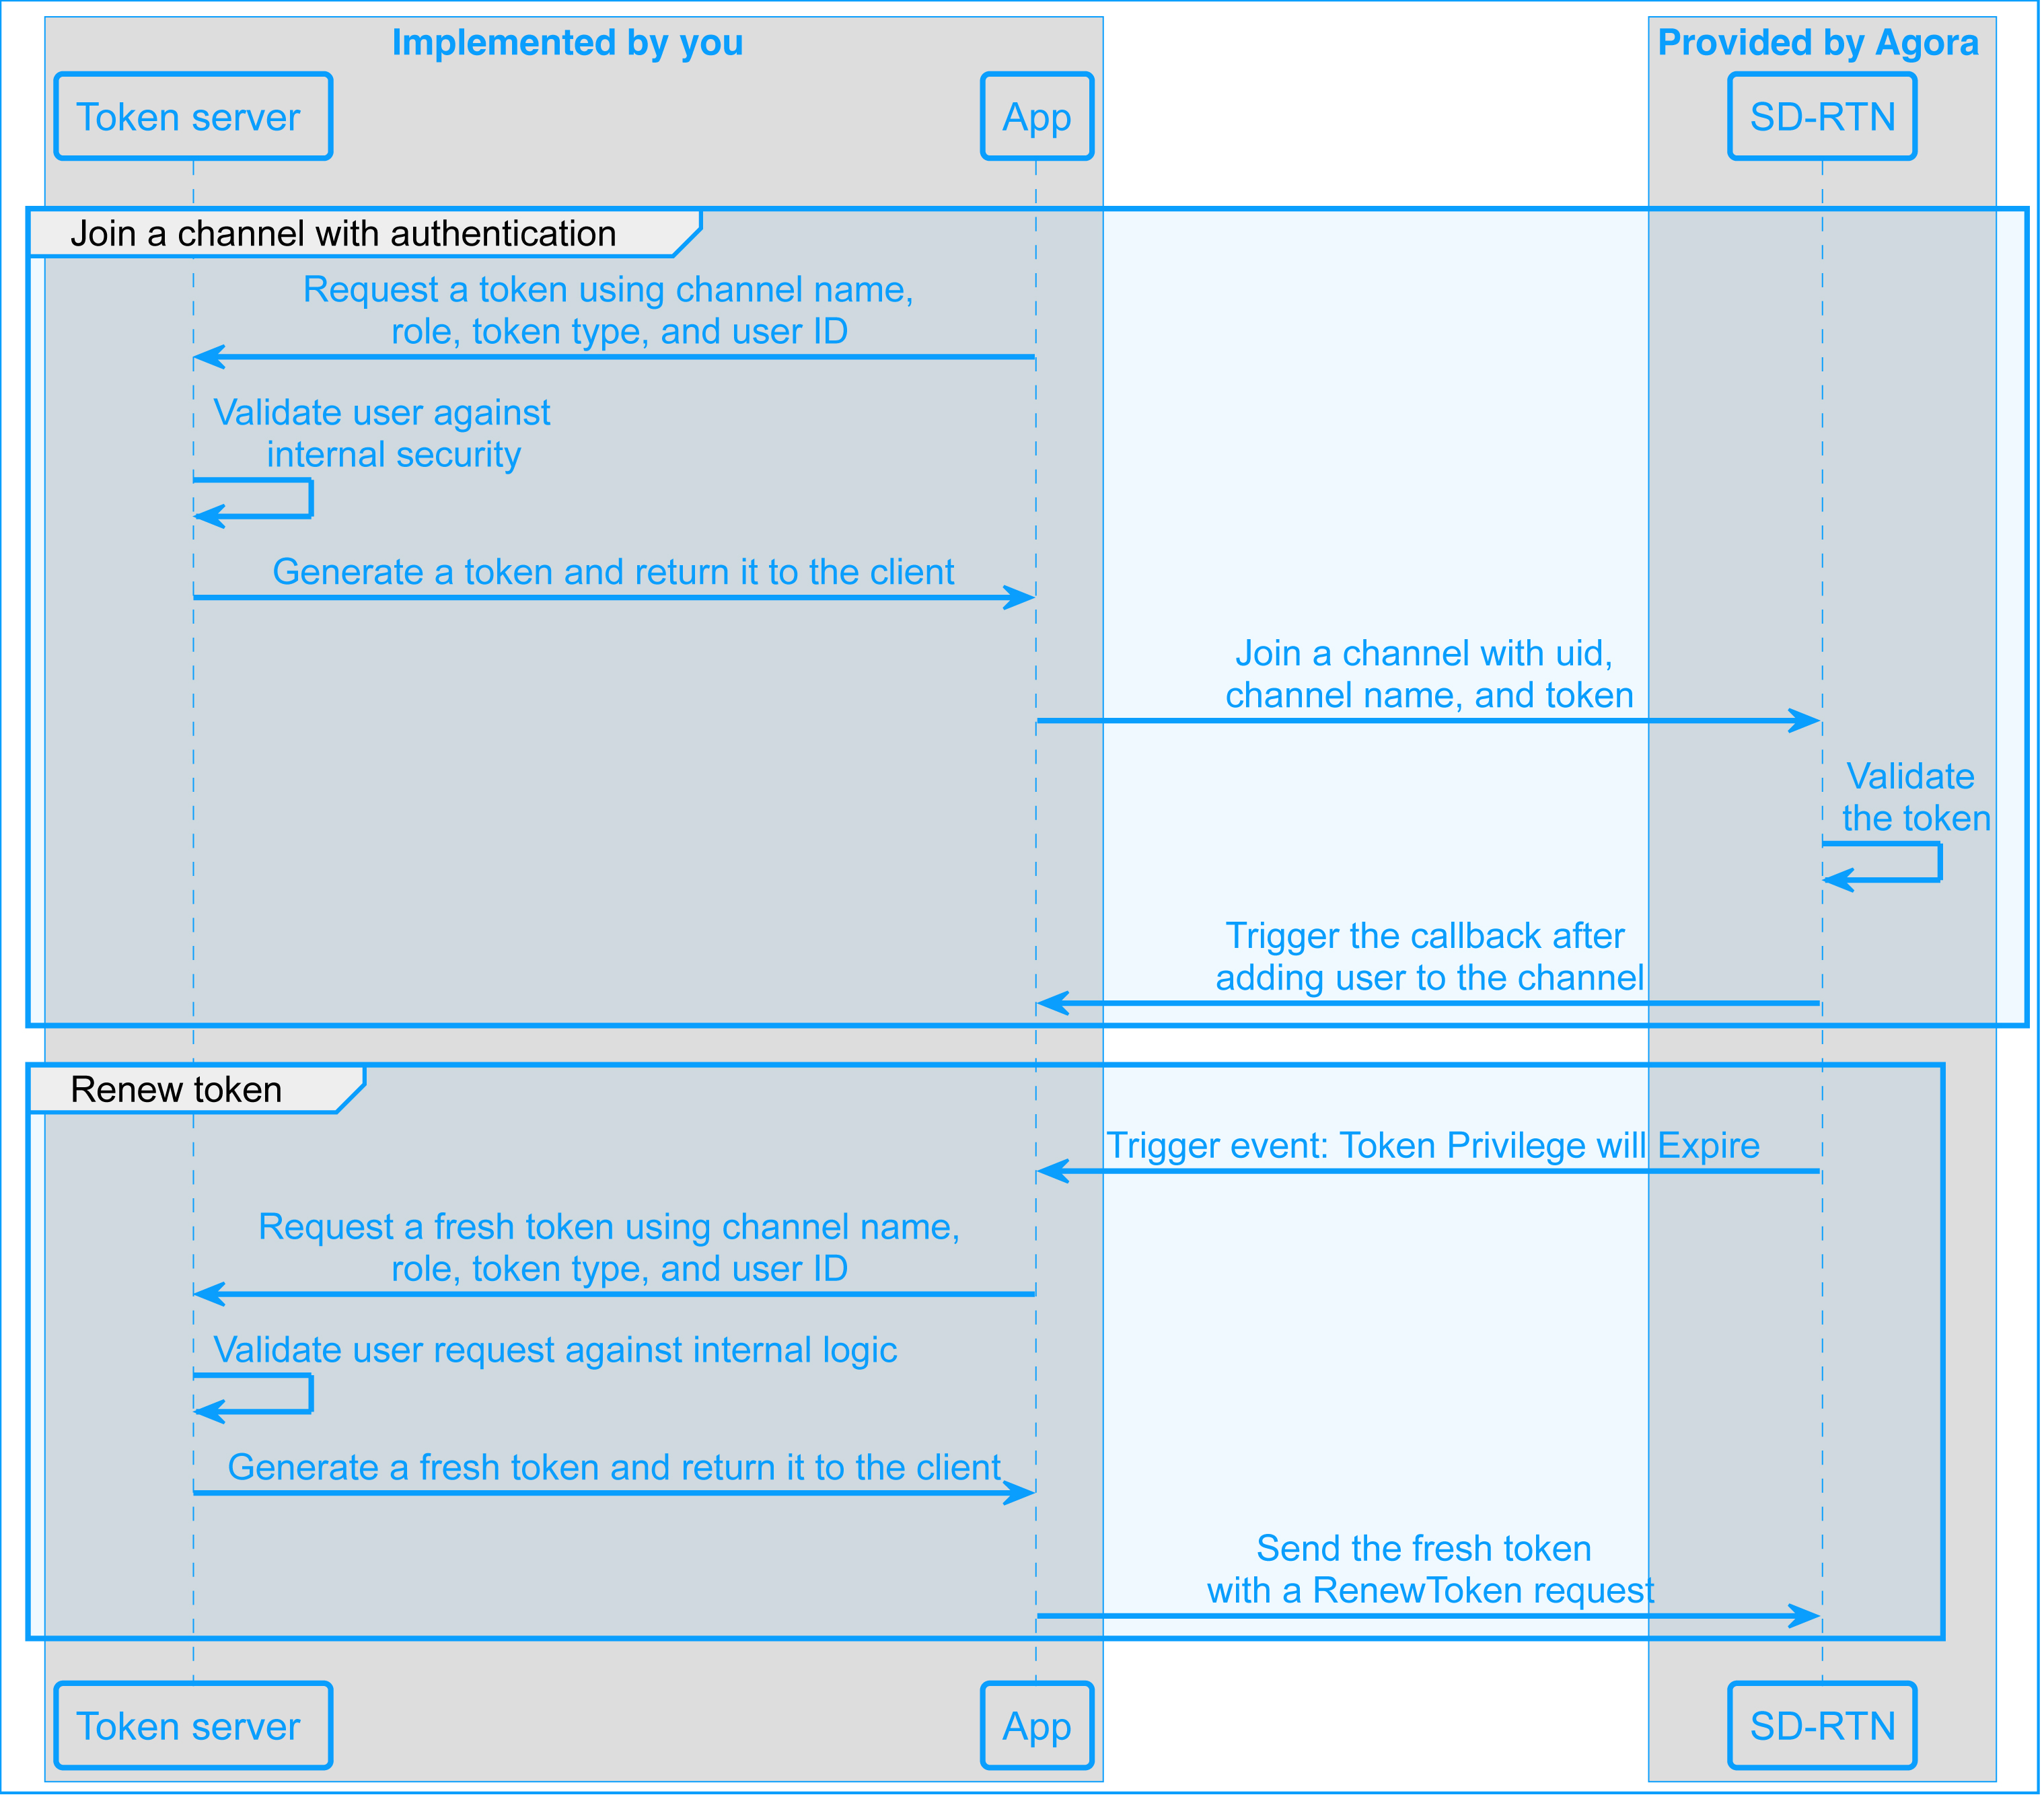 Implemented by you
Provided by Agora
Token server
App
SD-RTN
Join a channel with authentication
Request a token using channel name,
role, token type, and user ID
Validate user against
internal security
Generate a token and return it to the client
Join a channel with uid,
channel name, and token
Validate
the token
Trigger the callback after
adding user to the channel
Renew token
Trigger event: Token Privilege will Expire
Request a fresh token using channel name,
role, token type, and user ID
Validate user request against internal logic
Generate a fresh token and return it to the client
Send the fresh token
with a RenewToken request
Token server
App
SD-RTN